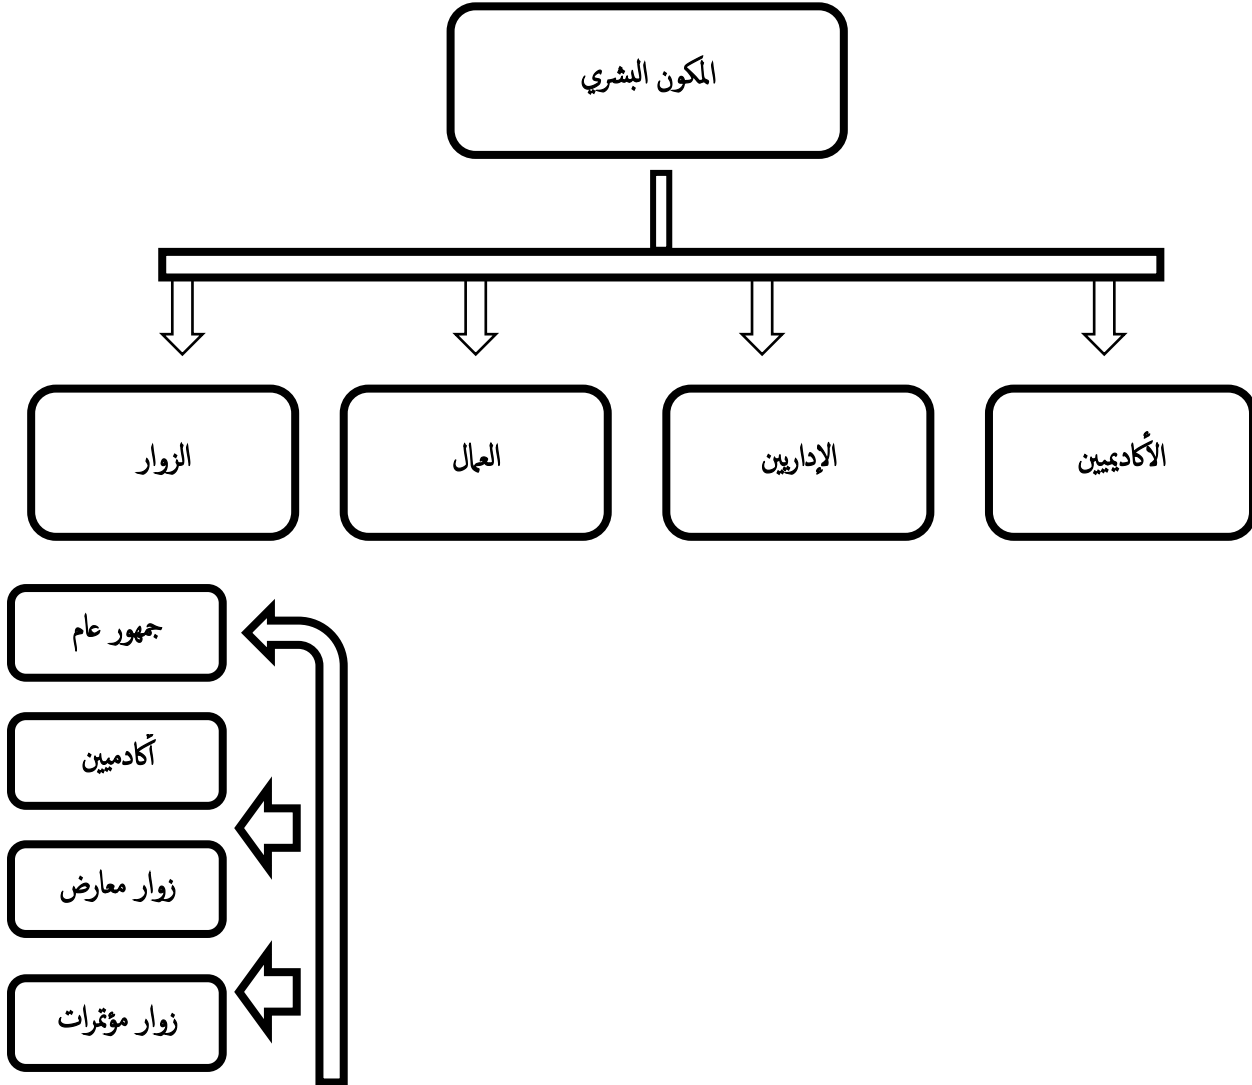 المكون البشري
الأكاديميين
الإداريين
العمال
الزوار
جمهور عام
أكادميين
زوار معارض
زوار مؤتمرات